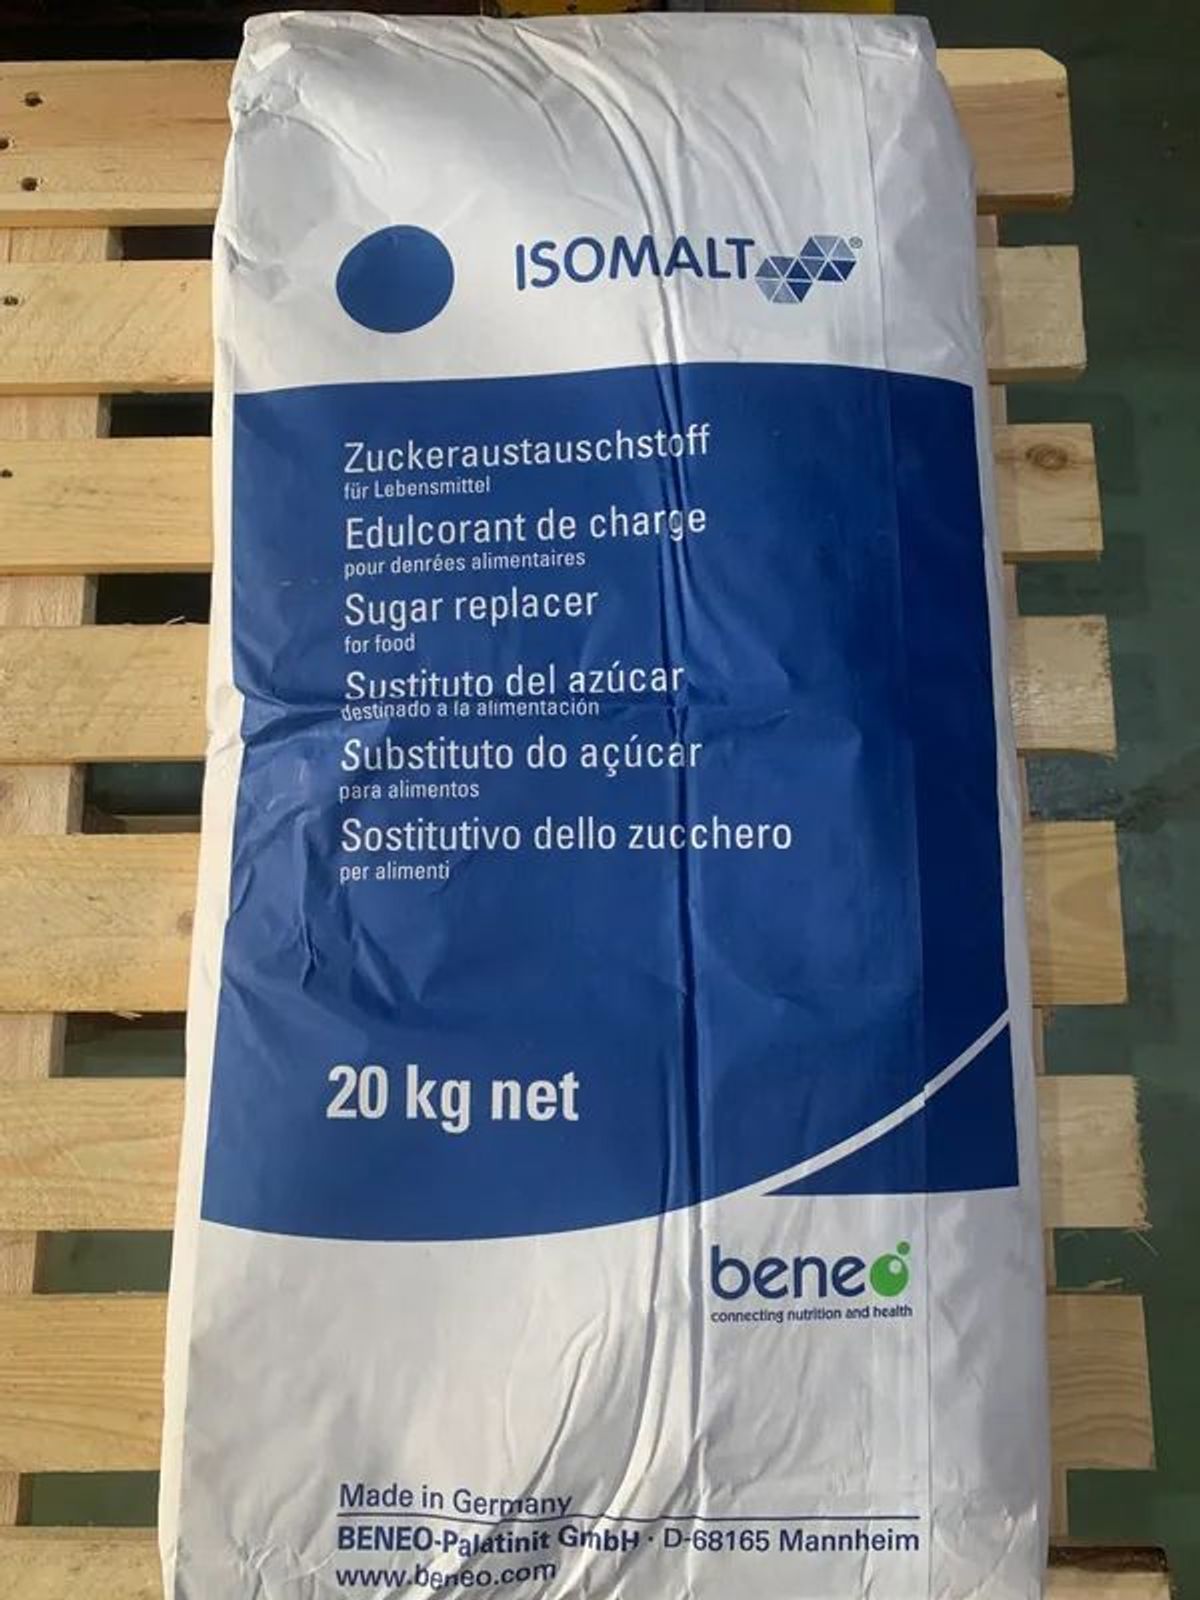 ISOMALT®
Zuckeraustauschstoff
für Lebensmittel
Edulcorant de charge
pour denrées alimentaires
Sugar replacer
for food
Sustituto del azúcar
destinado a la alimentación
Substituto do açúcar
para alimentos
Sostitutivo dello zucchero
per alimenti
20 kg net
beneo
connecting nutrition and health
Made in Germany
BENEO-Palatinit GmbH · D-68165 Mannheim
www.beneo.com